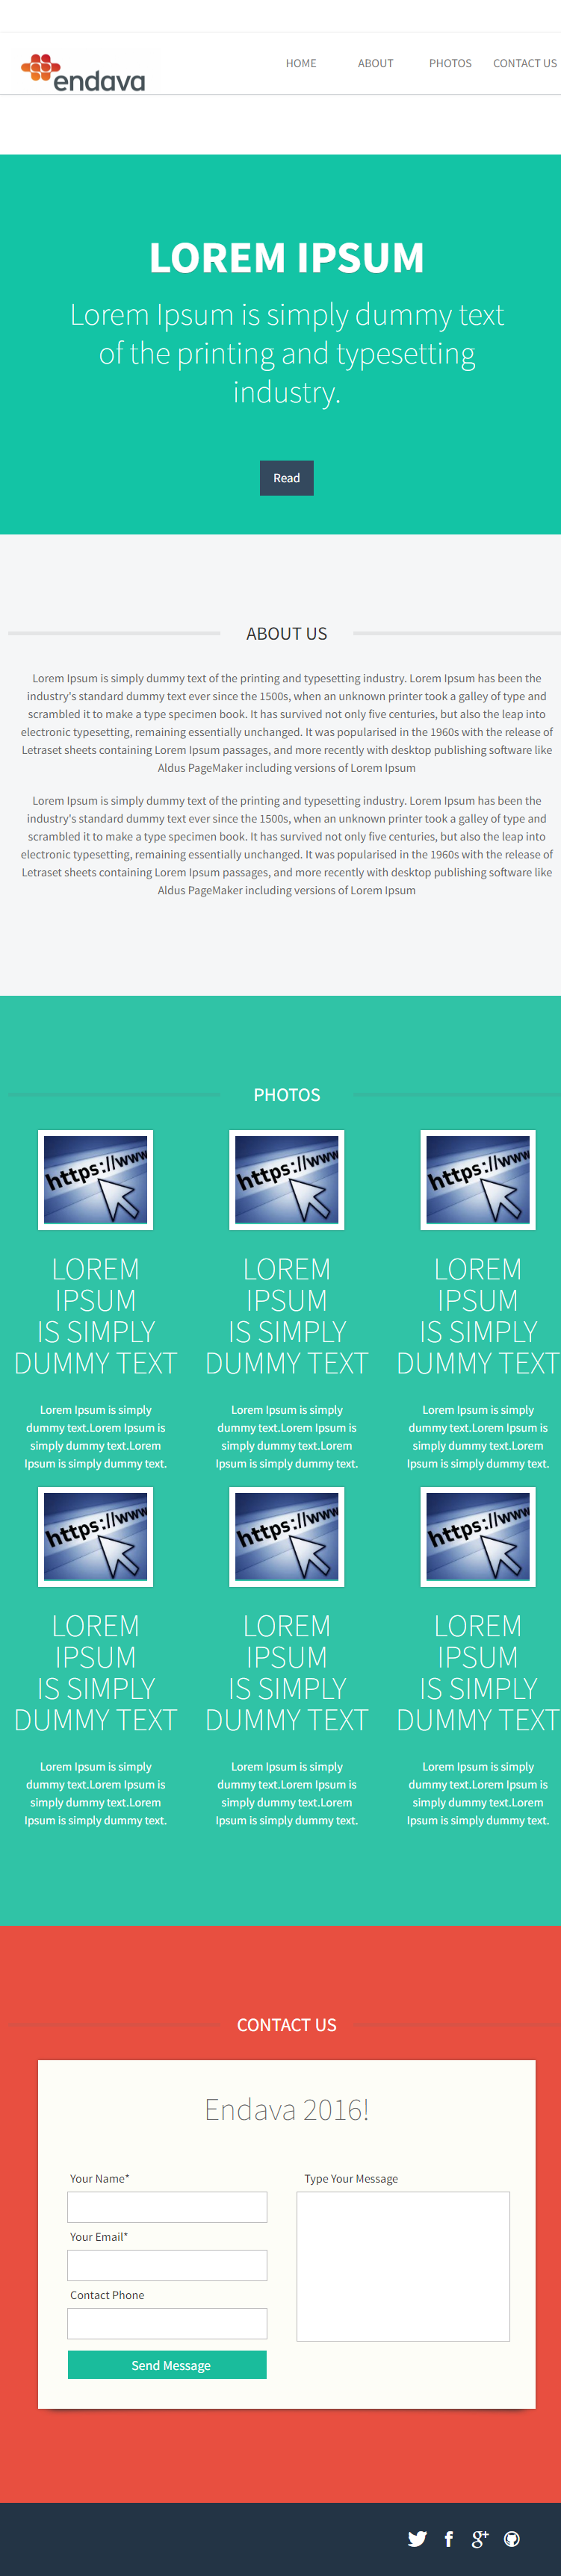 endava
HOME ABOUT PHOTOS CONTACT US
LOREM IPSUM
Lorem Ipsum is simply dummy text
of the printing and typesetting
industry.
Read
ABOUT US
Lorem Ipsum is simply dummy text of the printing and typesetting industry. Lorem Ipsum has been the
industry's standard dummy text ever since the 1500s, when an unknown printer took a galley of type and
scrambled it to make a type specimen book. It has survived not only five centuries, but also the leap into
electronic typesetting, remaining essentially unchanged. It was popularised in the 1960s with the release of
Letraset sheets containing Lorem Ipsum passages, and more recently with desktop publishing software like
Aldus PageMaker including versions of Lorem Ipsum
Lorem Ipsum is simply dummy text of the printing and typesetting industry. Lorem Ipsum has been the
industry's standard dummy text ever since the 1500s, when an unknown printer took a galley of type and
scrambled it to make a type specimen book. It has survived not only five centuries, but also the leap into
electronic typesetting, remaining essentially unchanged. It was popularised in the 1960s with the release of
Letraset sheets containing Lorem Ipsum passages, and more recently with desktop publishing software like
Aldus PageMaker including versions of Lorem Ipsum
PHOTOS
https://www
https://www
https://www
LOREM
IPSUM
IS SIMPLY
DUMMY TEXT
LOREM
IPSUM
IS SIMPLY
DUMMY TEXT
LOREM
IPSUM
IS SIMPLY
DUMMY TEXT
Lorem Ipsum is simply
dummy text.Lorem Ipsum is
simply dummy text.Lorem
Ipsum is simply dummy text.
Lorem Ipsum is simply
dummy text.Lorem Ipsum is
simply dummy text.Lorem
Ipsum is simply dummy text.
Lorem Ipsum is simply
dummy text.Lorem Ipsum is
simply dummy text.Lorem
Ipsum is simply dummy text.
https://www
https://www
https://www
LOREM
IPSUM
IS SIMPLY
DUMMY TEXT
LOREM
IPSUM
IS SIMPLY
DUMMY TEXT
LOREM
IPSUM
IS SIMPLY
DUMMY TEXT
Lorem Ipsum is simply
dummy text.Lorem Ipsum is
simply dummy text.Lorem
Ipsum is simply dummy text.
Lorem Ipsum is simply
dummy text.Lorem Ipsum is
simply dummy text.Lorem
Ipsum is simply dummy text.
Lorem Ipsum is simply
dummy text.Lorem Ipsum is
simply dummy text.Lorem
Ipsum is simply dummy text.
CONTACT US
Endava 2016!
Your Name*
Your Email*
Contact Phone
Send Message
Type Your Message